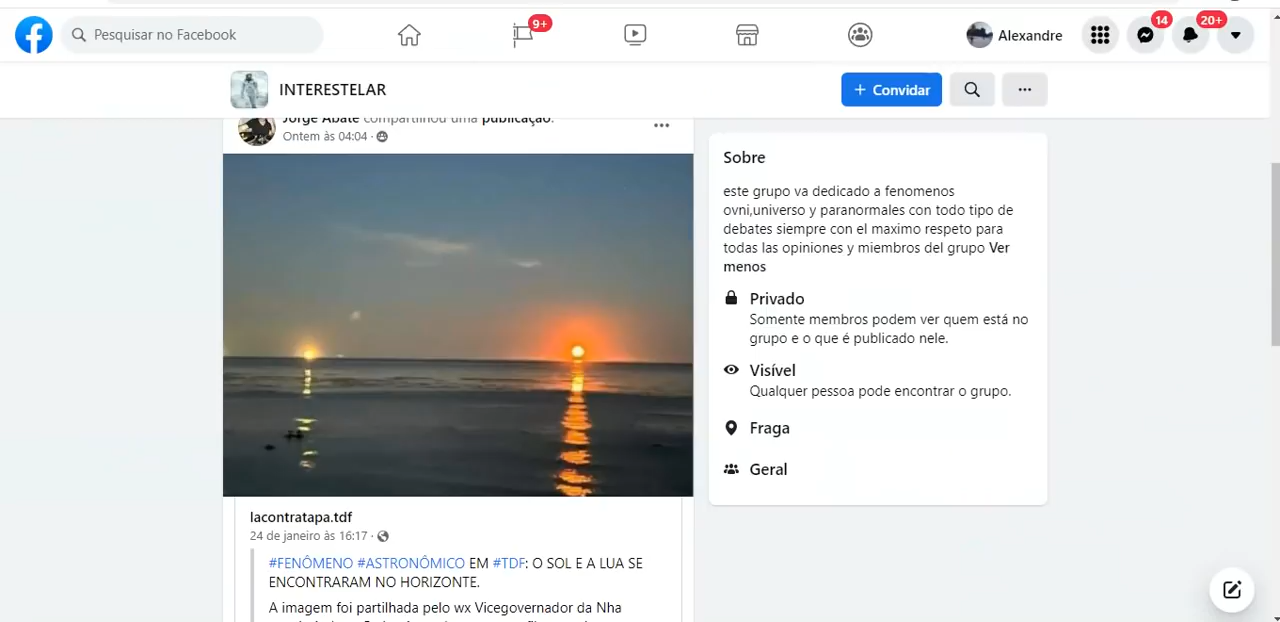 Pesquisar no Facebook
9+
Alexandre
14
20+
INTERESTELAR
+ Convidar
Jorge Abate compartilhou uma publicação.
Ontem às 04:04 ·
lacontratapa.tdf
24 de janeiro às 16:17 ·
#FENÔMENO #ASTRONÔMICO EM #TDF: O SOL E A LUA SE
ENCONTRARAM NO HORIZONTE.
A imagem foi partilhada pelo wx Vicegovernador da Nha
Sobre
este grupo va dedicado a fenomenos
ovni,universo y paranormales con todo tipo de
debates siempre con el maximo respeto para
todas las opiniones y miembros del grupo Ver
menos
Privado
Somente membros podem ver quem está no
grupo e o que é publicado nele.
Visível
Qualquer pessoa pode encontrar o grupo.
Fraga
Geral